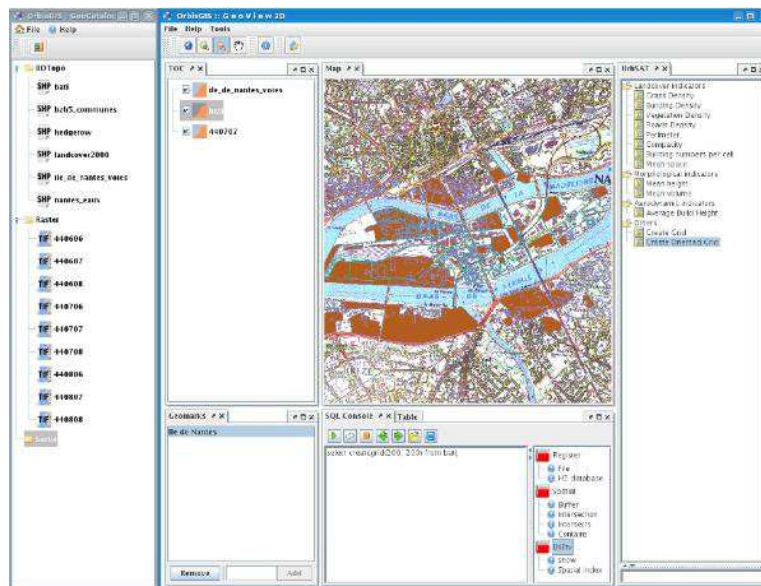 OrbisGIS :: GeoCatalog
File Help
BDTopo
SHP bati
SHP bzh5_communes
SHP hedgerow
SHP landcover2000
SHP ile_de_nantes_voies
SHP nantes_eaux
Raster
TIF 440606
TIF 440607
TIF 440608
TIF 440706
TIF 440707
TIF 440708
TIF 440806
TIF 440807
TIF 440808
OrbisGIS :: GeoView 2D
File Help Tools
TOC
ile_de_nantes_voies
bati
440707
Map
Geomarks
Ile de Nantes
Remove Add
SQL Console Table
select creategrid(200, 200) from bati;
Register
File
H2 database
Spatial
Buffer
Intersection
Intersects
Contains
Utility
Show
Spatial index
UrbSAT
Landcover indicators
Grass Density
Building Density
Vegetation Density
Roads Density
Perimeter
Compacity
Building numbers per cell
Mean space
Morphological indicators
Mean height
Mean volume
Aerodynamic indicators
Average Build Height
Others
Create Grid
Create Oriented Grid